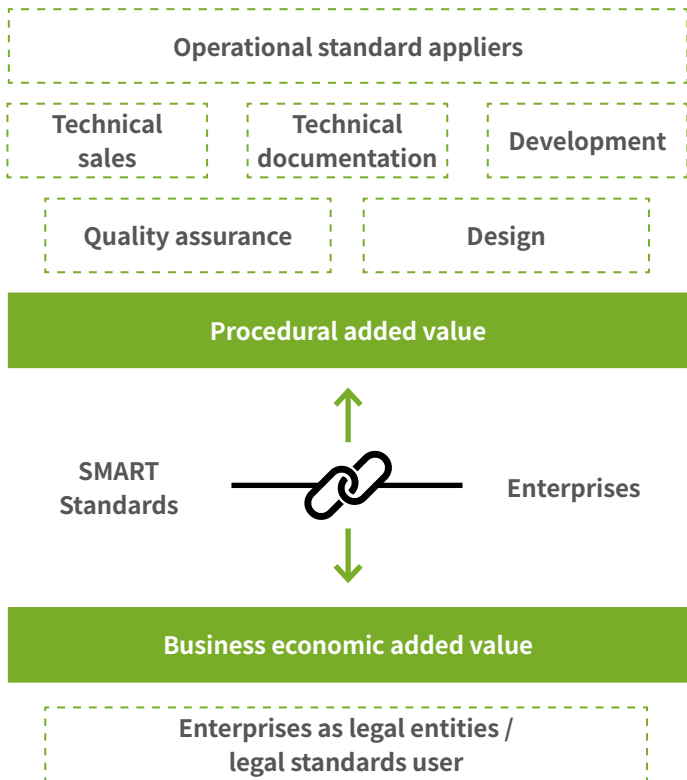 Operational standard appliers
Technical
sales
Technical
documentation
Development
Quality assurance
Design
Procedural added value
SMART
Standards
Enterprises
Business economic added value
Enterprises as legal entities /
legal standards user